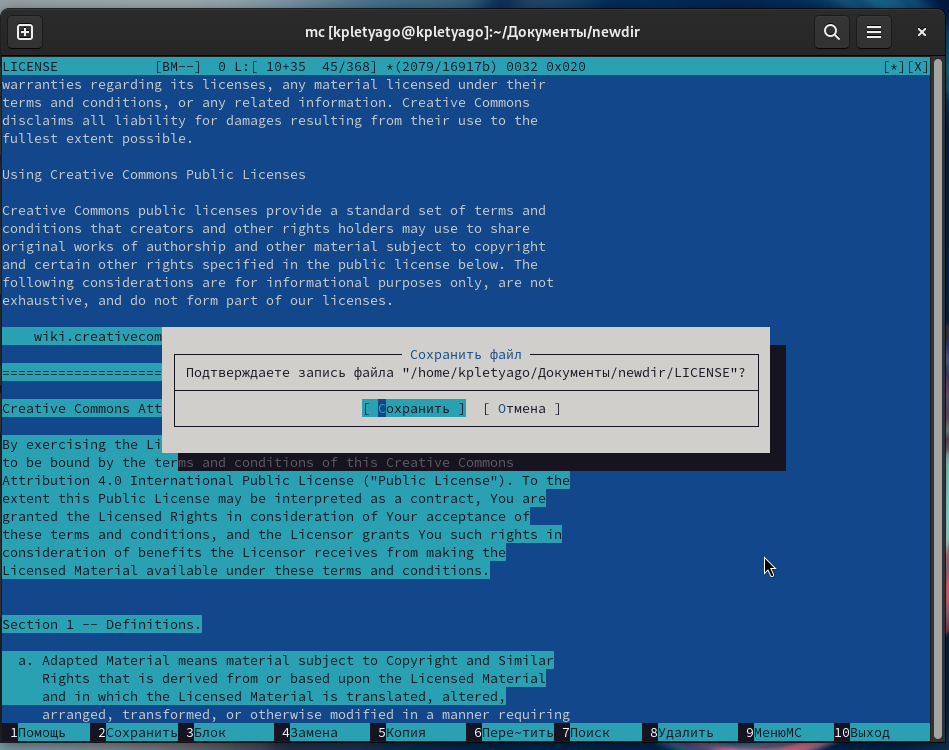 mc [kpletyago@kpletyago]:~/Документы/newdir
LICENSE [BM--] 0 L:[ 10+35 45/368] *(2079/16917b) 0032 0x020 [*][X]
warranties regarding its licenses, any material licensed under their
terms and conditions, or any related information. Creative Commons
disclaims all liability for damages resulting from their use to the
fullest extent possible.
Using Creative Commons Public Licenses
Creative Commons public licenses provide a standard set of terms and
conditions that creators and other rights holders may use to share
original works of authorship and other material subject to copyright
and certain other rights specified in the public license below. The
following considerations are for informational purposes only, are not
exhaustive, and do not form part of our licenses.
wiki.creativecom
Сохранить файл
====================
Подтверждаете запись файла "/home/kpletyago/Документы/newdir/LICENSE"?
Creative Commons Att
[ Сохранить ] [ Отмена ]
By exercising the Li
to be bound by the terms and conditions of this Creative Commons
Attribution 4.0 International Public License ("Public License"). To the
extent this Public License may be interpreted as a contract, You are
granted the Licensed Rights in consideration of Your acceptance of
these terms and conditions, and the Licensor grants You such rights in
consideration of benefits the Licensor receives from making the
Licensed Material available under these terms and conditions.
Section 1 -- Definitions.
a. Adapted Material means material subject to Copyright and Similar
Rights that is derived from or based upon the Licensed Material
and in which the Licensed Material is translated, altered,
arranged, transformed, or otherwise modified in a manner requiring
1Помощь 2Сохранить 3Блок 4Замена 5Копия 6Пере~тить 7Поиск 8Удалить 9МенюMC 10Выход